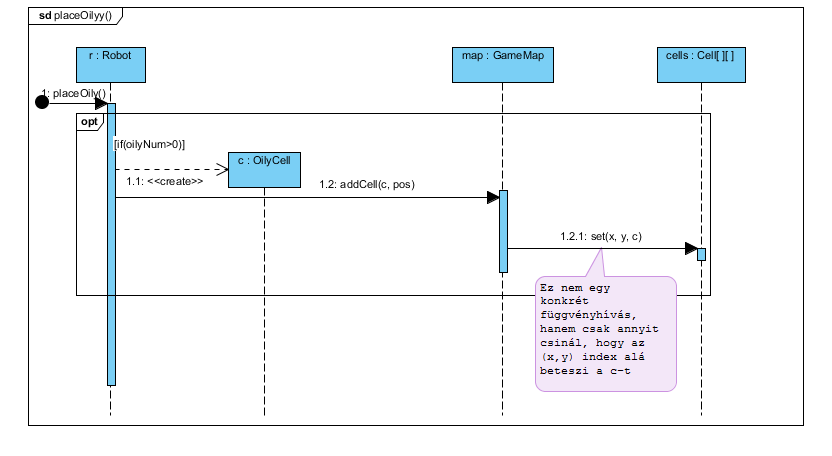 sd placeOilyy()
r : Robot
map : GameMap
cells : Cell[ ][ ]
1: placeOily()
opt
[if(oilyNum>0)]
c : OilyCell
1.1: <<create>>
1.2: addCell(c, pos)
1.2.1: set(x, y, c)
Ez nem egy
konkrét
függvényhívás,
hanem csak annyit
csinál, hogy az
(x,y) index alá
beteszi a c-t